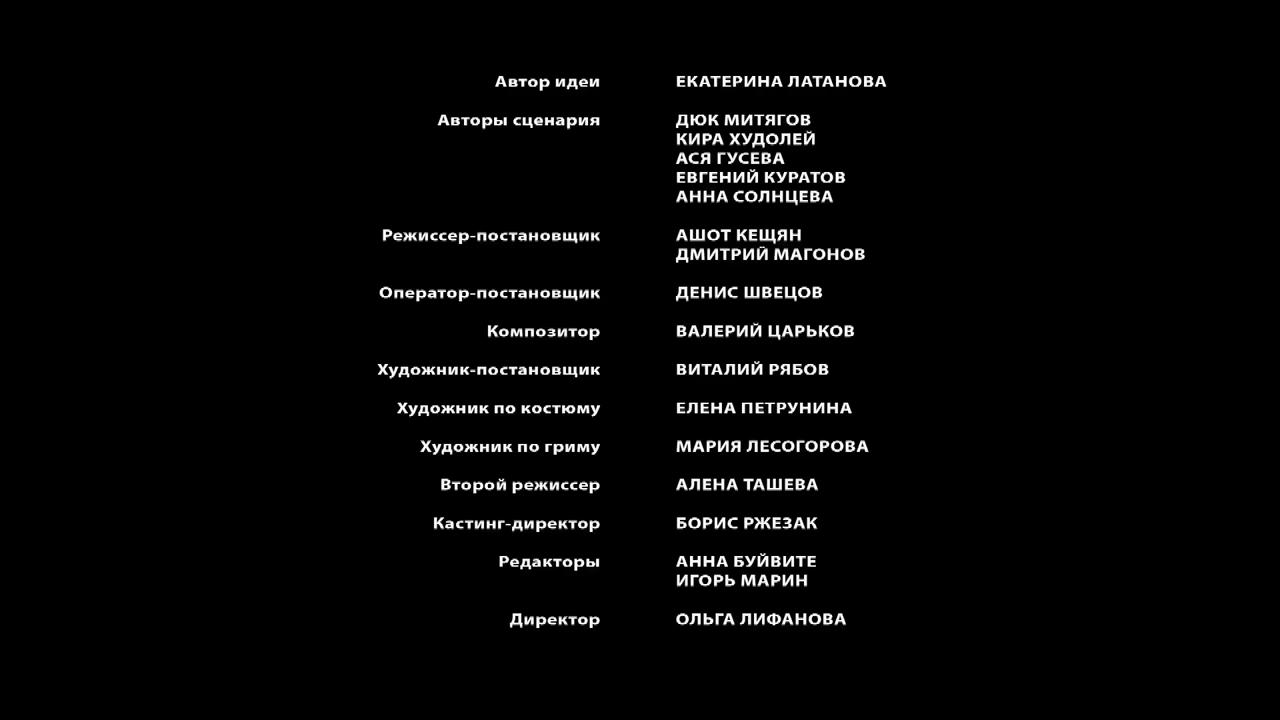 Автор идеи ЕКАТЕРИНА ЛАТАНОВА
Авторы сценария ДЮК МИТЯГОВ
КИРА ХУДОЛЕЙ
АСЯ ГУСЕВА
ЕВГЕНИЙ КУРАТОВ
АННА СОЛНЦЕВА
Режиссер-постановщик АШОТ КЕЩЯН
ДМИТРИЙ МАГОНОВ
Оператор-постановщик ДЕНИС ШВЕЦОВ
Композитор ВАЛЕРИЙ ЦАРЬКОВ
Художник-постановщик ВИТАЛИЙ РЯБОВ
Художник по костюму ЕЛЕНА ПЕТРУНИНА
Художник по гриму МАРИЯ ЛЕСОГОРОВА
Второй режиссер АЛЕНА ТАШЕВА
Кастинг-директор БОРИС РЖЕЗАК
Редакторы АННА БУЙВИТЕ
ИГОРЬ МАРИН
Директор ОЛЬГА ЛИФАНОВА